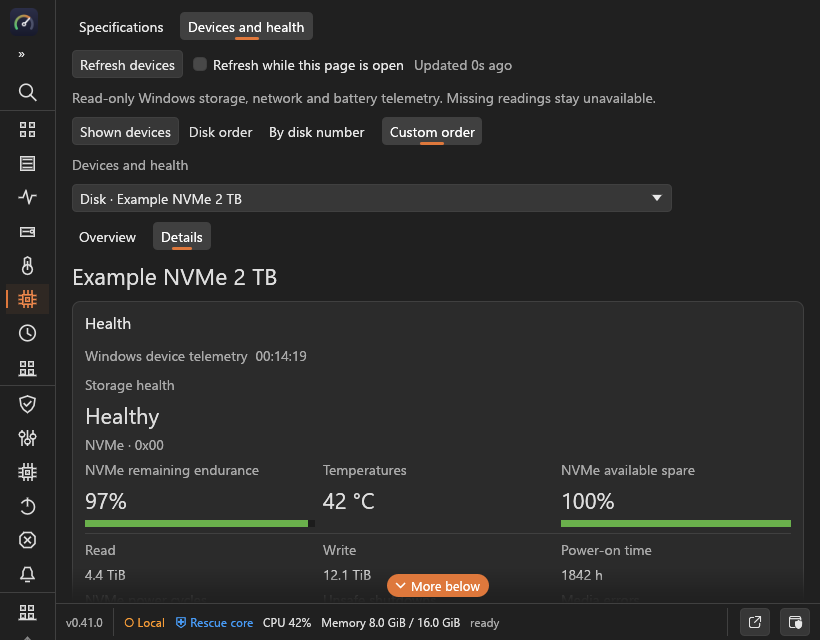 Specifications
Devices and health
»
Refresh devices
Refresh while this page is open
Updated 0s ago
Read-only Windows storage, network and battery telemetry. Missing readings stay unavailable.
Shown devices
Disk order
By disk number
Custom order
Devices and health
Disk · Example NVMe 2 TB
Overview
Details
Example NVMe 2 TB
Health
Windows device telemetry 00:14:19
Storage health
Healthy
NVMe · 0x00
NVMe remaining endurance
Temperatures
NVMe available spare
97%
42 °C
100%
Read
Write
Power-on time
4.4 TiB
12.1 TiB
1842 h
More below
v0.41.0
Local
Rescue core
CPU 42%
Memory 8.0 GiB / 16.0 GiB
ready